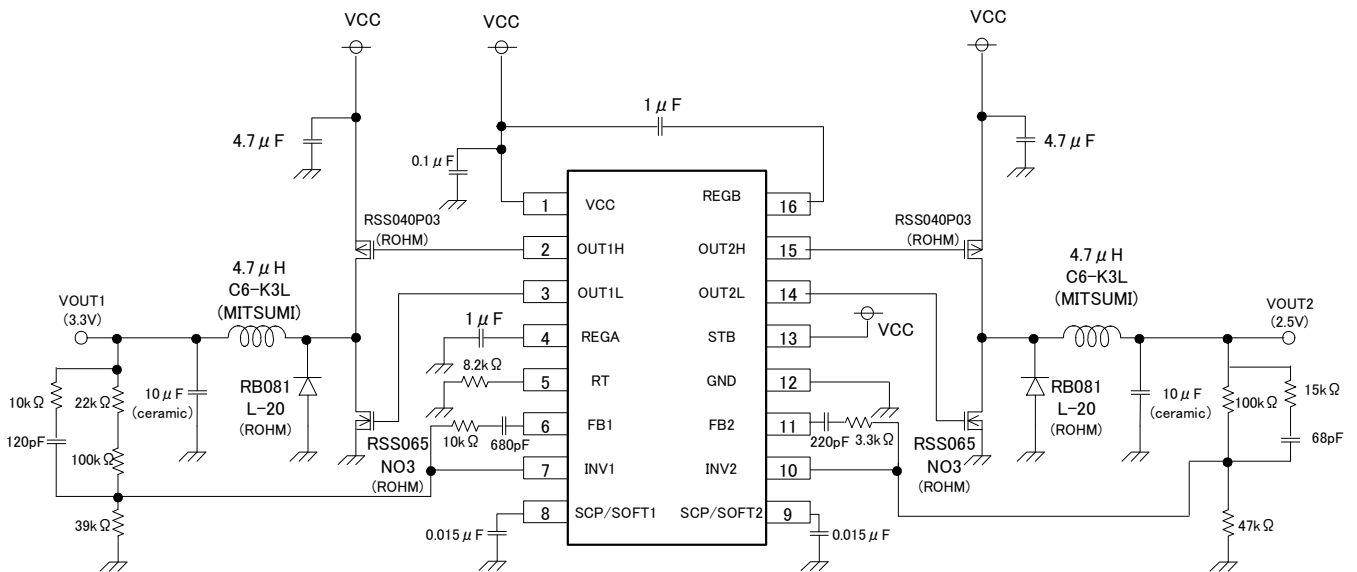 VCC
VCC
VCC
1μF
4.7μF
0.1μF
4.7μF
RSS040P03
(ROHM)
RSS040P03
(ROHM)
1 VCC
REGB 16
2 OUT1H
OUT2H 15
3 OUT1L
OUT2L 14
4 REGA
STB 13
5 RT
GND 12
6 FB1
FB2 11
7 INV1
INV2 10
8 SCP/SOFT1
SCP/SOFT2 9
4.7μH
C6-K3L
(MITSUMI)
VOUT1
(3.3V)
4.7μH
C6-K3L
(MITSUMI)
VOUT2
(2.5V)
1μF
VCC
8.2kΩ
10kΩ
22kΩ
10μF
(ceramic)
RB081
L-20
(ROHM)
120pF
100kΩ
39kΩ
RSS065
NO3
(ROHM)
10kΩ
680pF
220pF
3.3kΩ
RSS065
NO3
(ROHM)
RB081
L-20
(ROHM)
10μF
(ceramic)
100kΩ
15kΩ
68pF
47kΩ
0.015μF
0.015μF